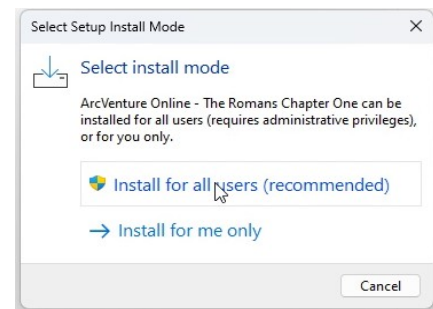 Select Setup Install Mode
Select install mode
ArcVenture Online - The Romans Chapter One can be
installed for all users (requires administrative privileges),
or for you only.
Install for all users (recommended)
Install for me only
Cancel